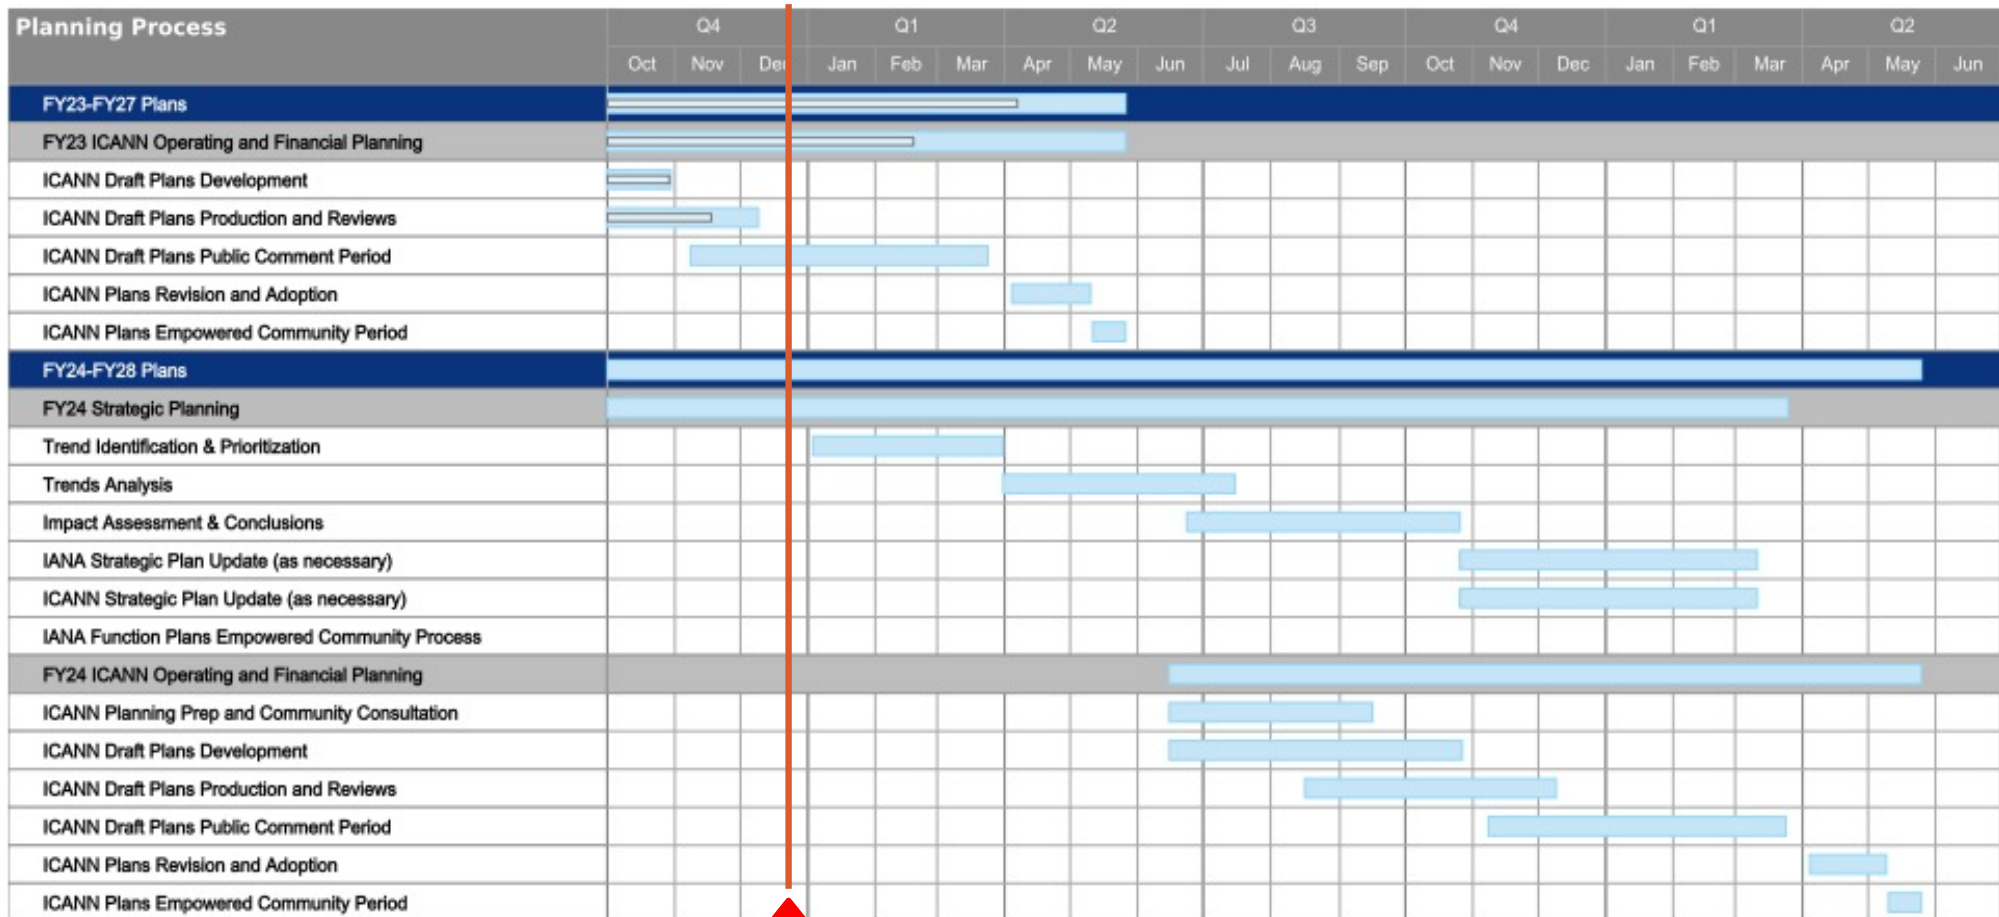 Planning Process
Q4 Q1 Q2 Q3 Q4 Q1 Q2
Oct Nov Dec Jan Feb Mar Apr May Jun Jul Aug Sep Oct Nov Dec Jan Feb Mar Apr May Jun
FY23-FY27 Plans
FY23 ICANN Operating and Financial Planning
ICANN Draft Plans Development
ICANN Draft Plans Production and Reviews
ICANN Draft Plans Public Comment Period
ICANN Plans Revision and Adoption
ICANN Plans Empowered Community Period
FY24-FY28 Plans
FY24 Strategic Planning
Trend Identification & Prioritization
Trends Analysis
Impact Assessment & Conclusions
IANA Strategic Plan Update (as necessary)
ICANN Strategic Plan Update (as necessary)
IANA Function Plans Empowered Community Process
FY24 ICANN Operating and Financial Planning
ICANN Planning Prep and Community Consultation
ICANN Draft Plans Development
ICANN Draft Plans Production and Reviews
ICANN Draft Plans Public Comment Period
ICANN Plans Revision and Adoption
ICANN Plans Empowered Community Period